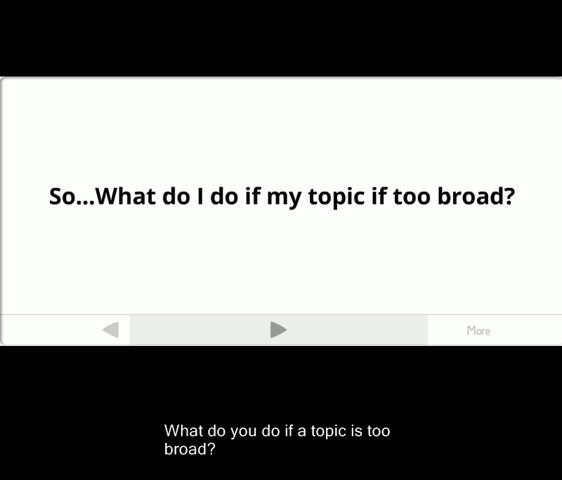 So...What do I do if my topic if too broad?
More
What do you do if a topic is too
broad?